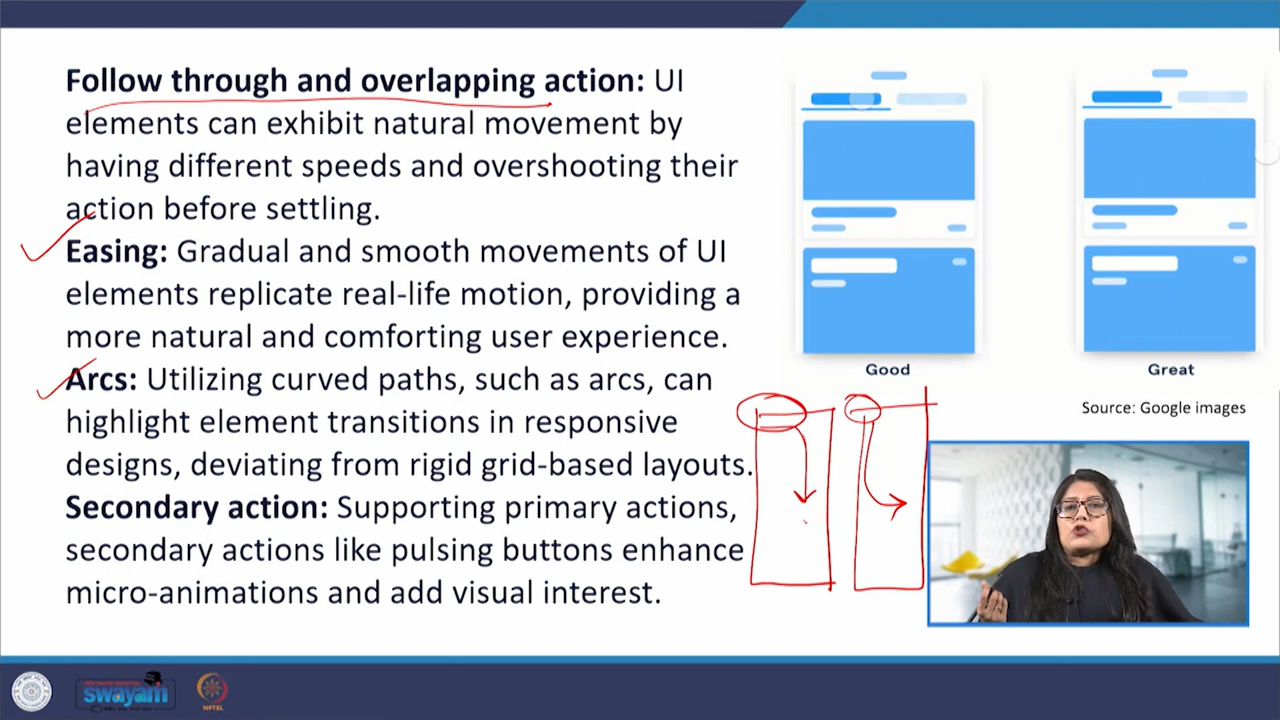 Follow through and overlapping action: UI
elements can exhibit natural movement by
having different speeds and overshooting their
action before settling.
Easing: Gradual and smooth movements of UI
elements replicate real-life motion, providing a
more natural and comforting user experience.
Arcs: Utilizing curved paths, such as arcs, can
highlight element transitions in responsive
designs, deviating from rigid grid-based layouts.
Secondary action: Supporting primary actions,
secondary actions like pulsing buttons enhance
micro-animations and add visual interest.
Good
Great
Source: Google images
swayam
NPTEL